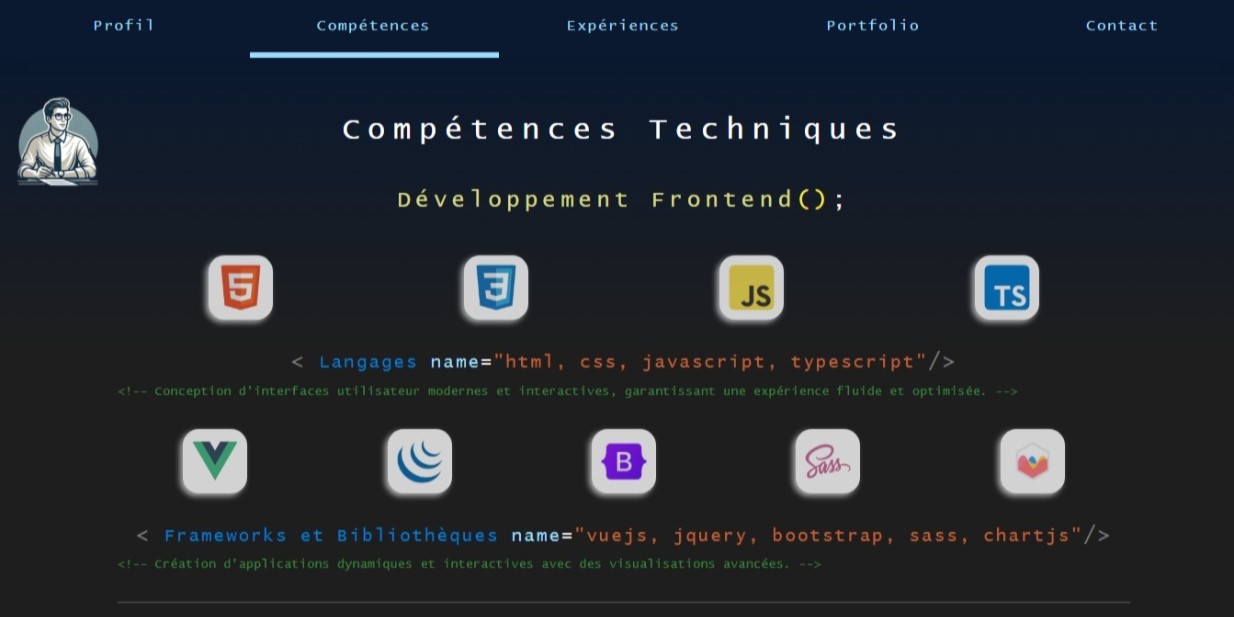 Profil Compétences Expériences Portfolio Contact
Compétences Techniques
Développement Frontend();
5 3 JS TS
< Langages name="html, css, javascript, typescript"/>
<!-- Conception d'interfaces utilisateur modernes et interactives, garantissant une expérience fluide et optimisée. -->
B Sass
< Frameworks et Bibliothèques name="vuejs, jquery, bootstrap, sass, chartjs"/>
<!-- Création d'applications dynamiques et interactives avec des visualisations avancées. -->